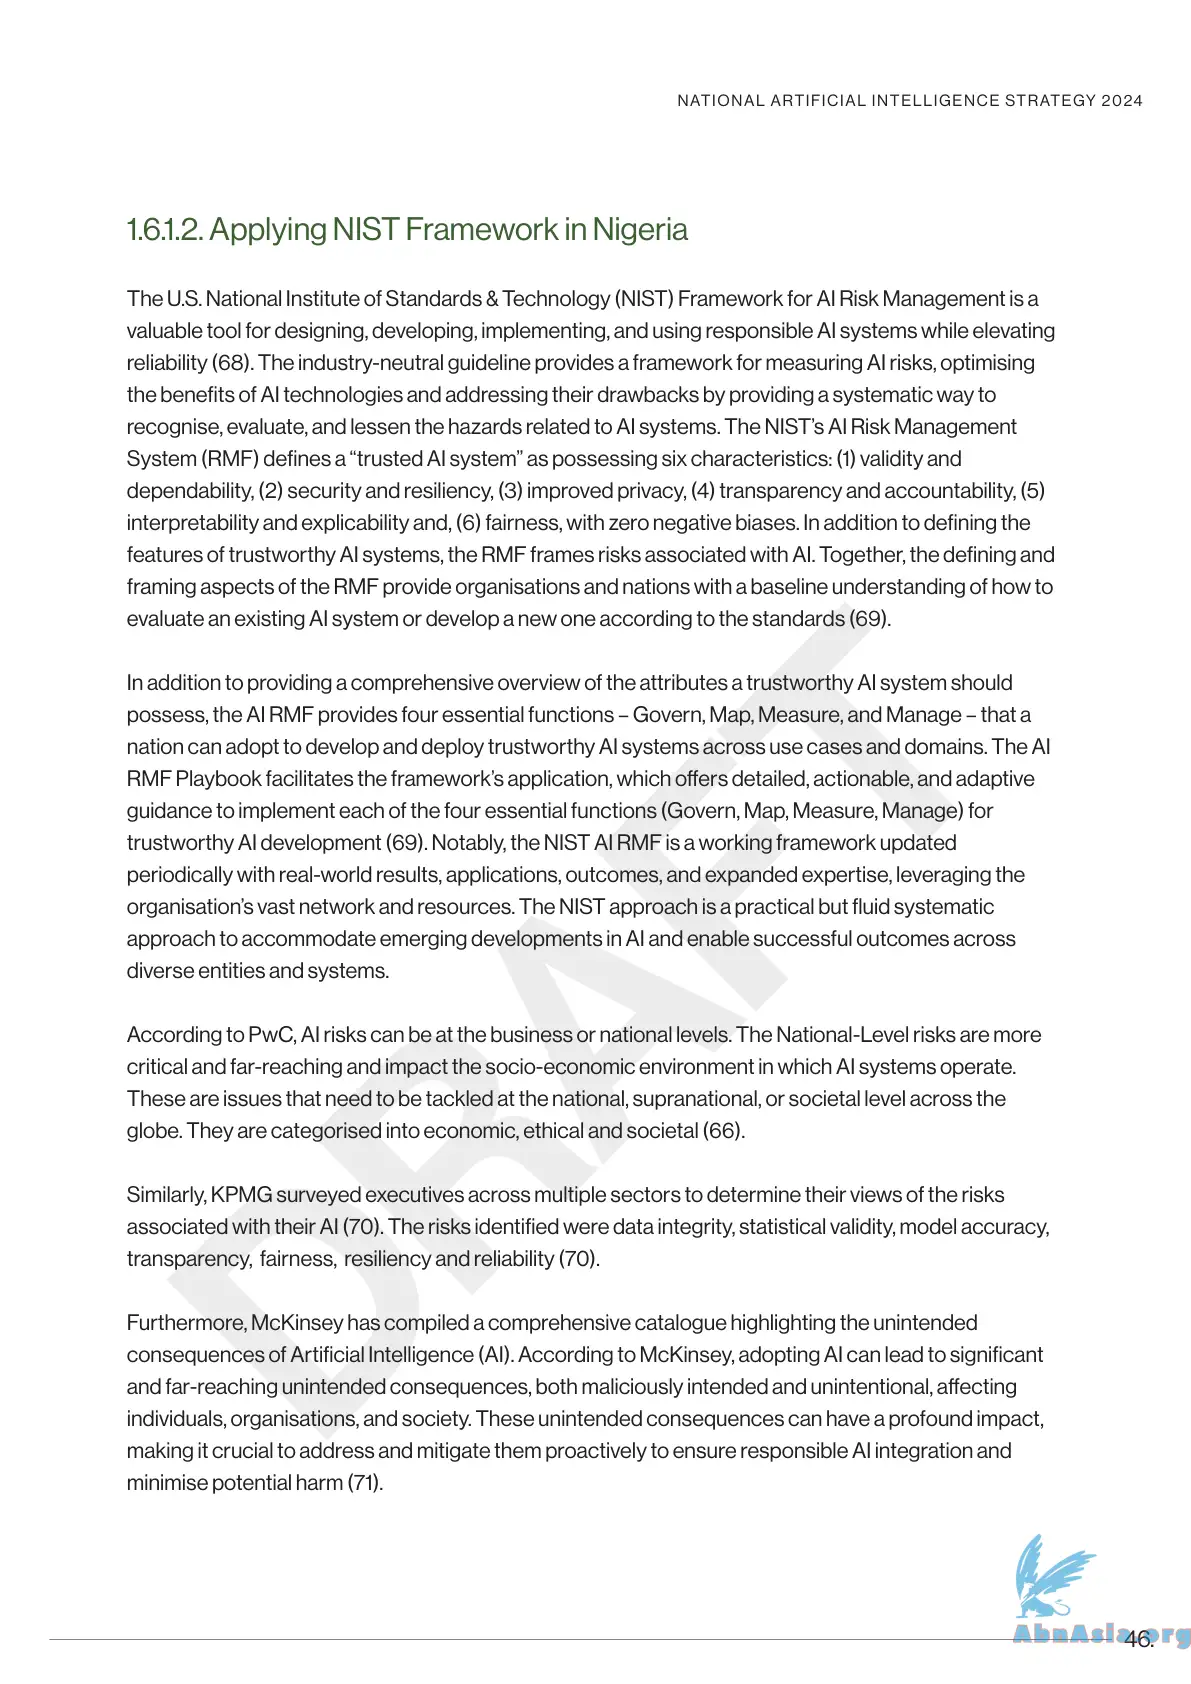 NATIONAL ARTIFICIAL INTELLIGENCE STRATEGY 2024
1.6.1.2. Applying NIST Framework in Nigeria
The U.S. National Institute of Standards & Technology (NIST) Framework for AI Risk Management is a
valuable tool for designing, developing, implementing, and using responsible AI systems while elevating
reliability (68). The industry-neutral guideline provides a framework for measuring AI risks, optimising
the benefits of AI technologies and addressing their drawbacks by providing a systematic way to
recognise, evaluate, and lessen the hazards related to AI systems. The NIST’s AI Risk Management
System (RMF) defines a “trusted AI system” as possessing six characteristics: (1) validity and
dependability, (2) security and resiliency, (3) improved privacy, (4) transparency and accountability, (5)
interpretability and explicability and, (6) fairness, with zero negative biases. In addition to defining the
features of trustworthy AI systems, the RMF frames risks associated with AI. Together, the defining and
framing aspects of the RMF provide organisations and nations with a baseline understanding of how to
evaluate an existing AI system or develop a new one according to the standards (69).
In addition to providing a comprehensive overview of the attributes a trustworthy AI system should
possess, the AI RMF provides four essential functions – Govern, Map, Measure, and Manage – that a
nation can adopt to develop and deploy trustworthy AI systems across use cases and domains. The AI
RMF Playbook facilitates the framework’s application, which offers detailed, actionable, and adaptive
guidance to implement each of the four essential functions (Govern, Map, Measure, Manage) for
trustworthy AI development (69). Notably, the NIST AI RMF is a working framework updated
periodically with real-world results, applications, outcomes, and expanded expertise, leveraging the
organisation’s vast network and resources. The NIST approach is a practical but fluid systematic
approach to accommodate emerging developments in AI and enable successful outcomes across
diverse entities and systems.
According to PwC, AI risks can be at the business or national levels. The National-Level risks are more
critical and far-reaching and impact the socio-economic environment in which AI systems operate.
These are issues that need to be tackled at the national, supranational, or societal level across the
globe. They are categorised into economic, ethical and societal (66).
Similarly, KPMG surveyed executives across multiple sectors to determine their views of the risks
associated with their AI (70). The risks identified were data integrity, statistical validity, model accuracy,
transparency, fairness, resiliency and reliability (70).
Furthermore, McKinsey has compiled a comprehensive catalogue highlighting the unintended
consequences of Artificial Intelligence (AI). According to McKinsey, adopting AI can lead to significant
and far-reaching unintended consequences, both maliciously intended and unintentional, affecting
individuals, organisations, and society. These unintended consequences can have a profound impact,
making it crucial to address and mitigate them proactively to ensure responsible AI integration and
minimise potential harm (71).
DRAFT
AbnAsia.org
46.